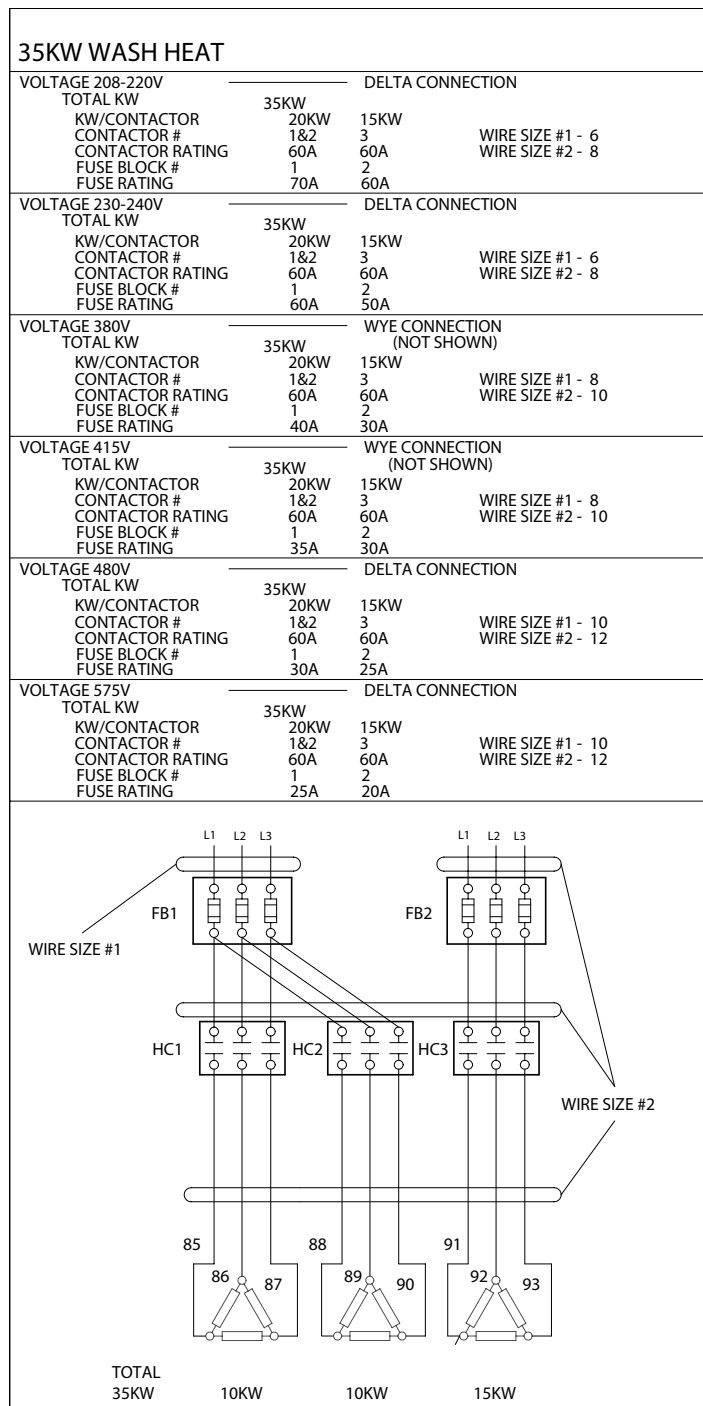 35KW WASH HEAT
VOLTAGE 208-220V DELTA CONNECTION
TOTAL KW 35KW
KW/CONTACTOR 20KW 15KW
CONTACTOR # 1&2 3 WIRE SIZE #1 - 6
CONTACTOR RATING 60A 60A WIRE SIZE #2 - 8
FUSE BLOCK # 1 2
FUSE RATING 70A 60A
VOLTAGE 230-240V DELTA CONNECTION
TOTAL KW 35KW
KW/CONTACTOR 20KW 15KW
CONTACTOR # 1&2 3 WIRE SIZE #1 - 6
CONTACTOR RATING 60A 60A WIRE SIZE #2 - 8
FUSE BLOCK # 1 2
FUSE RATING 60A 50A
VOLTAGE 380V WYE CONNECTION
TOTAL KW 35KW (NOT SHOWN)
KW/CONTACTOR 20KW 15KW
CONTACTOR # 1&2 3 WIRE SIZE #1 - 8
CONTACTOR RATING 60A 60A WIRE SIZE #2 - 10
FUSE BLOCK # 1 2
FUSE RATING 40A 30A
VOLTAGE 415V WYE CONNECTION
TOTAL KW 35KW (NOT SHOWN)
KW/CONTACTOR 20KW 15KW
CONTACTOR # 1&2 3 WIRE SIZE #1 - 8
CONTACTOR RATING 60A 60A WIRE SIZE #2 - 10
FUSE BLOCK # 1 2
FUSE RATING 35A 30A
VOLTAGE 480V DELTA CONNECTION
TOTAL KW 35KW
KW/CONTACTOR 20KW 15KW
CONTACTOR # 1&2 3 WIRE SIZE #1 - 10
CONTACTOR RATING 60A 60A WIRE SIZE #2 - 12
FUSE BLOCK # 1 2
FUSE RATING 30A 25A
VOLTAGE 575V DELTA CONNECTION
TOTAL KW 35KW
KW/CONTACTOR 20KW 15KW
CONTACTOR # 1&2 3 WIRE SIZE #1 - 10
CONTACTOR RATING 60A 60A WIRE SIZE #2 - 12
FUSE BLOCK # 1 2
FUSE RATING 25A 20A
L1 L2 L3 L1 L2 L3
FB1 FB2
WIRE SIZE #1
HC1 HC2 HC3
WIRE SIZE #2
85 88 91
86 87 89 90 92 93
TOTAL
35KW 10KW 10KW 15KW